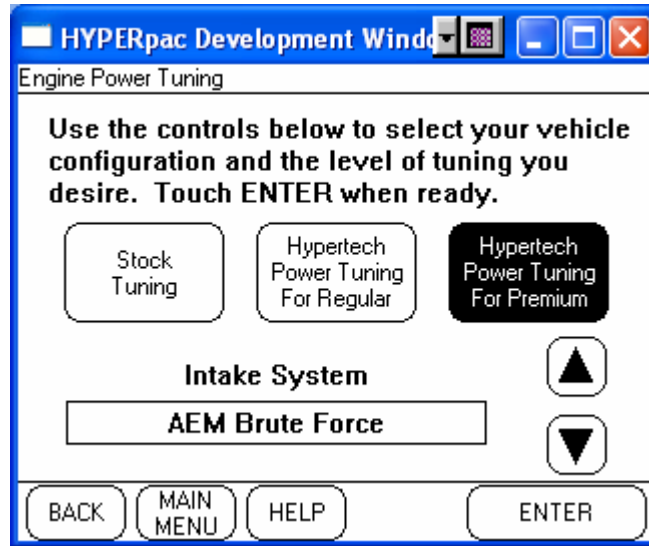 HYPERpac Development Windo
Engine Power Tuning
Use the controls below to select your vehicle
configuration and the level of tuning you
desire. Touch ENTER when ready.
Stock
Tuning
Hypertech
Power Tuning
For Regular
Hypertech
Power Tuning
For Premium
Intake System
AEM Brute Force
BACK
MAIN
MENU
HELP
ENTER